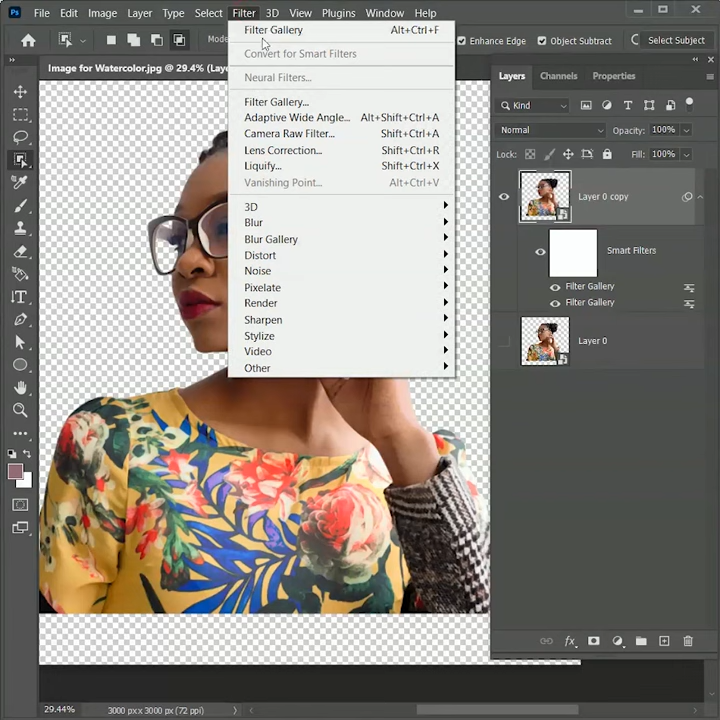 Ps File Edit Image Layer Type Select Filter 3D View Plugins Window Help
Mode
Enhance Edge
Object Subtract
Select Subject
Image for Watercolor.jpg @ 29.4% (Lay
Filter Gallery Alt+Ctrl+F
Convert for Smart Filters
Neural Filters...
Filter Gallery...
Adaptive Wide Angle... Alt+Shift+Ctrl+A
Camera Raw Filter... Shift+Ctrl+A
Lens Correction... Shift+Ctrl+R
Liquify... Shift+Ctrl+X
Vanishing Point... Alt+Ctrl+V
3D
Blur
Blur Gallery
Distort
Noise
Pixelate
Render
Sharpen
Stylize
Video
Other
Layers Channels Properties
Kind
Normal Opacity: 100%
Lock: Fill: 100%
Layer 0 copy
Smart Filters
Filter Gallery
Filter Gallery
Layer 0
fx
29.44% 3000 px x 3000 px (72 ppi)